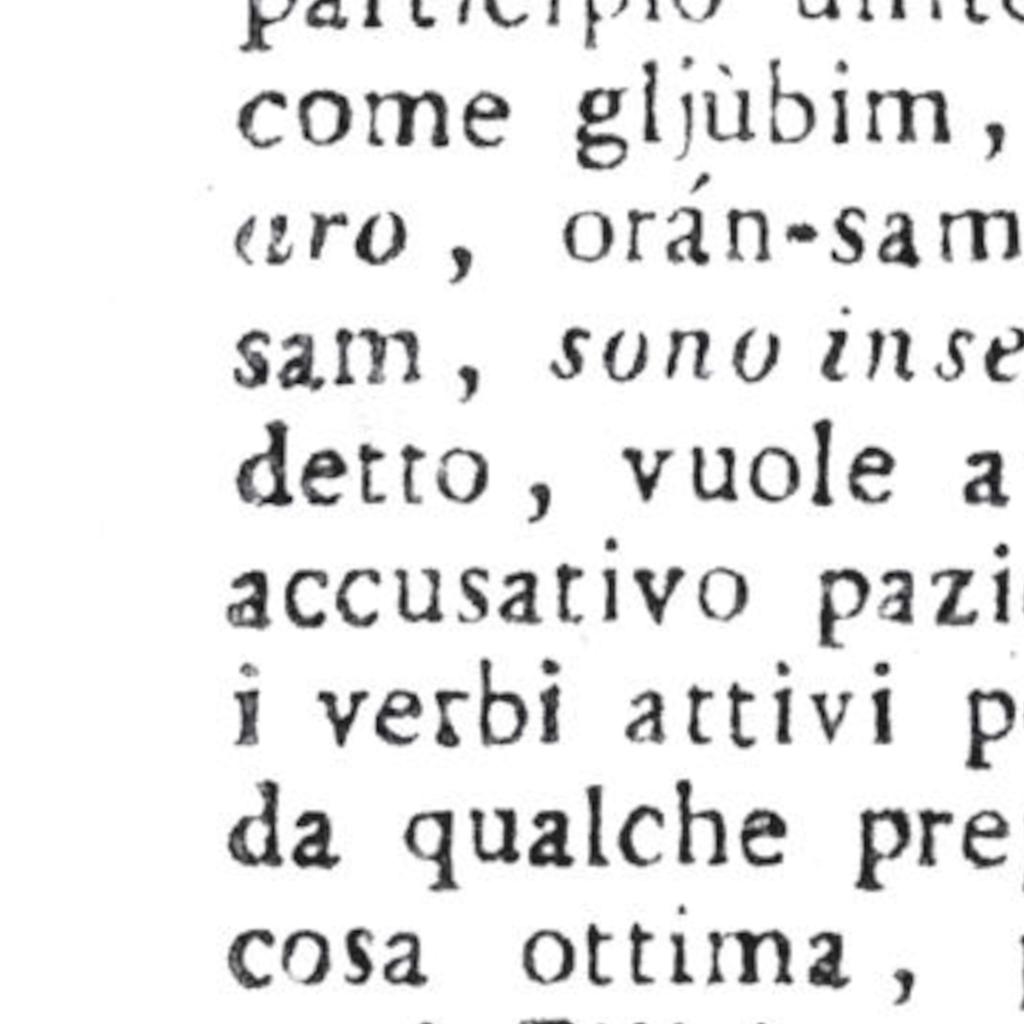 participio
come gljùbim,
aro, orán-sam
sam, sono inse
detto, vuole a
accusativo pazi
i verbi attivi p
da qualche pre
cosa ottima,